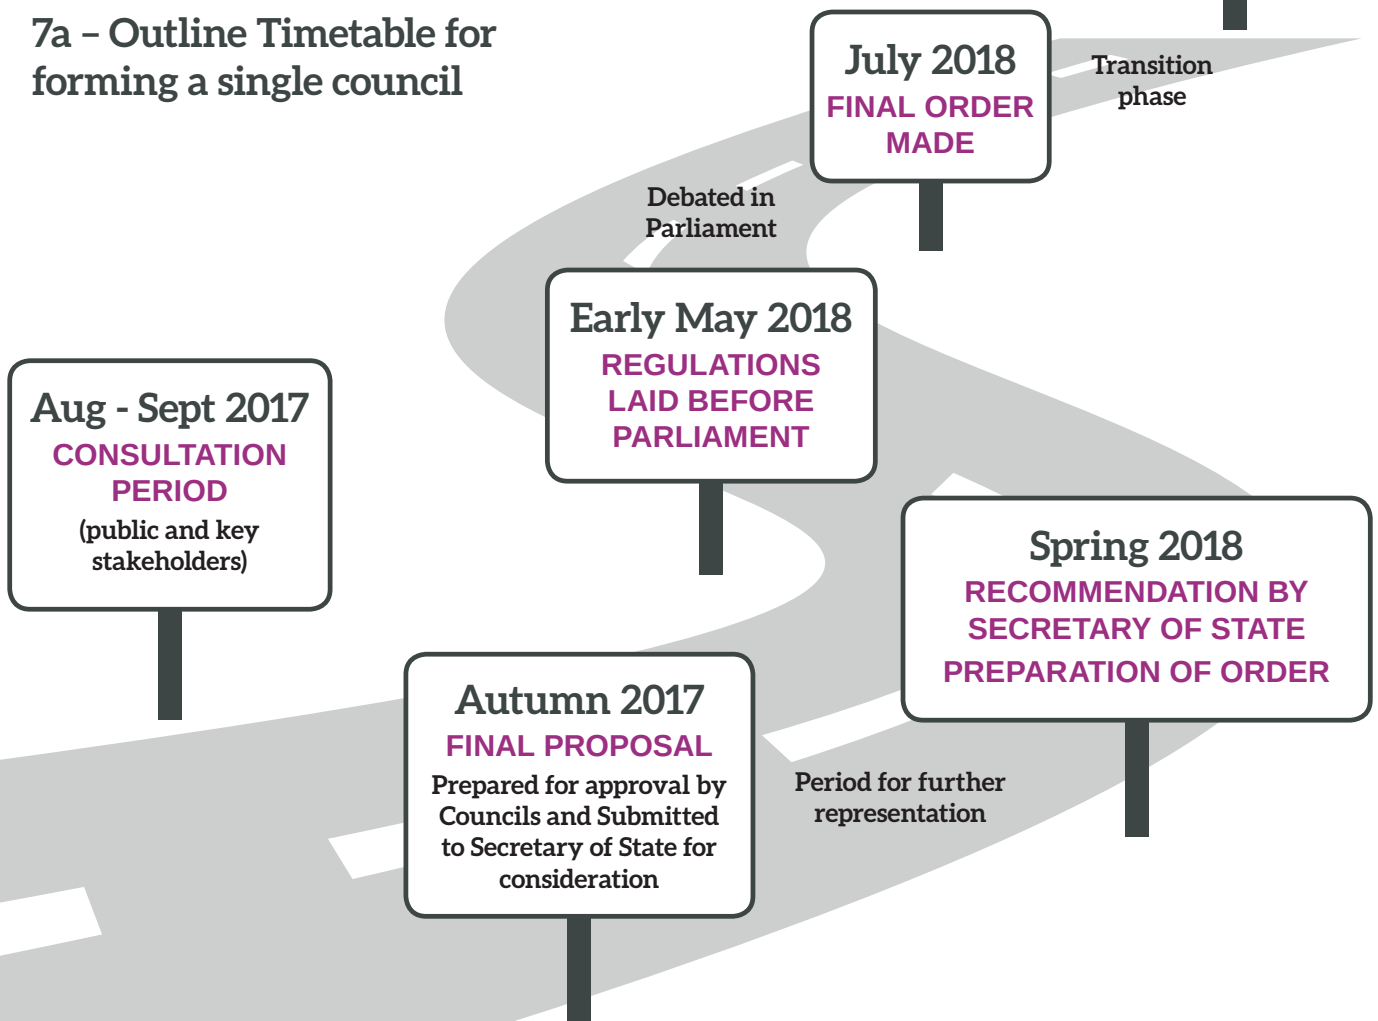 7a – Outline Timetable for
forming a single council
Aug - Sept 2017
CONSULTATION
PERIOD
(public and key
stakeholders)
Autumn 2017
FINAL PROPOSAL
Prepared for approval by
Councils and Submitted
to Secretary of State for
consideration
Period for further
representation
Spring 2018
RECOMMENDATION BY
SECRETARY OF STATE
PREPARATION OF ORDER
Early May 2018
REGULATIONS
LAID BEFORE
PARLIAMENT
Debated in
Parliament
July 2018
FINAL ORDER
MADE
Transition
phase